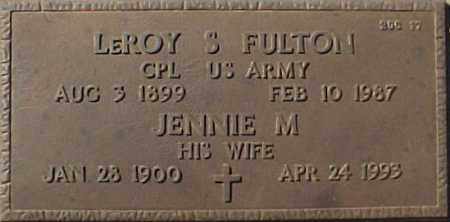 LeROY S FULTON
CPL US ARMY
AUG 3 1899 FEB 10 1987
JENNIE M
HIS WIFE
JAN 28 1900 APR 24 1993